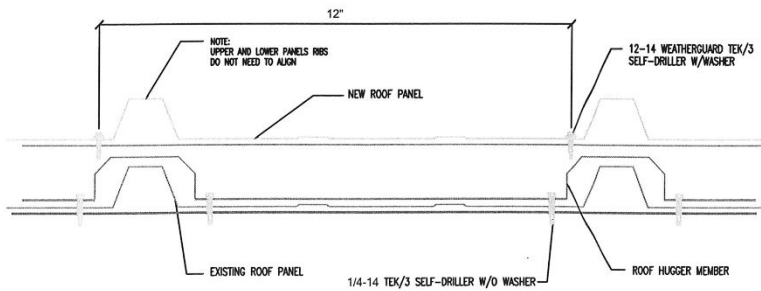 12"
NOTE:
UPPER AND LOWER PANELS RIBS
DO NOT NEED TO ALIGN
12-14 WEATHERGUARD TEK/3
SELF-DRILLER W/WASHER
NEW ROOF PANEL
EXISTING ROOF PANEL
1/4-14 TEK/3 SELF-DRILLER W/O WASHER
ROOF HUGGER MEMBER